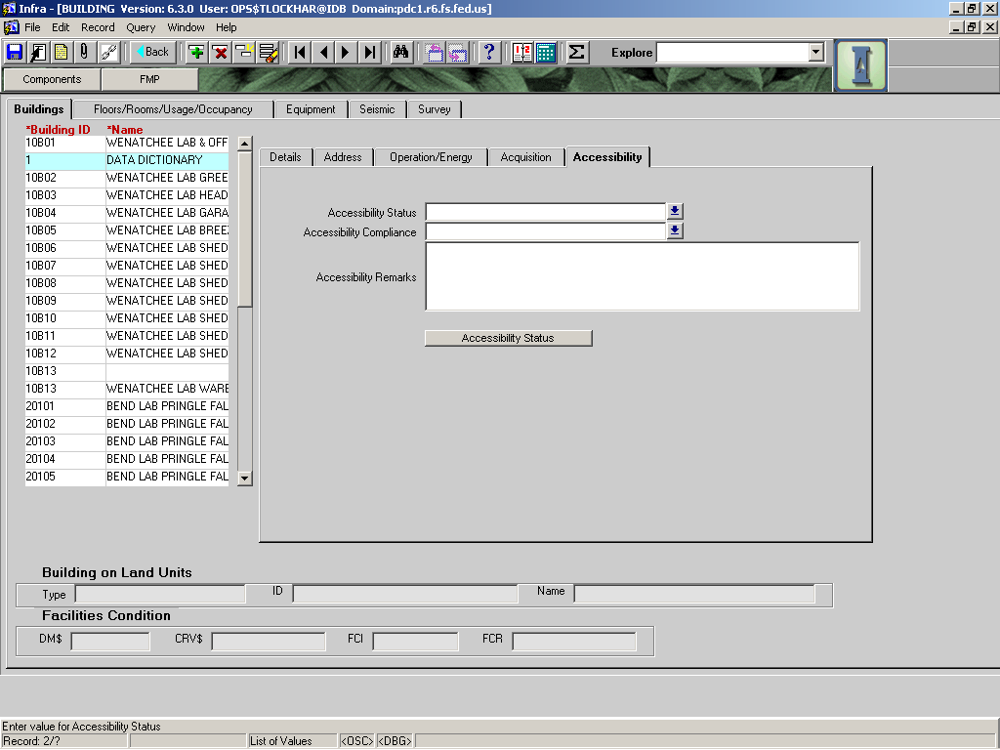 Infra - [BUILDING Version: 6.3.0 User: OPS$TLOCKHAR@IDB Domain:pdc1.r6.fs.fed.us]
File Edit Record Query Window Help
Back Explore
Components FMP
Buildings Floors/Rooms/Usage/Occupancy Equipment Seismic Survey
*Building ID *Name
10B01 WENATCHEE LAB & OFF
1 DATA DICTIONARY
10B02 WENATCHEE LAB GREE
10B03 WENATCHEE LAB HEAD
10B04 WENATCHEE LAB GARA
10B05 WENATCHEE LAB BREE
10B06 WENATCHEE LAB SHED
10B07 WENATCHEE LAB SHED
10B08 WENATCHEE LAB SHED
10B09 WENATCHEE LAB SHED
10B10 WENATCHEE LAB SHED
10B11 WENATCHEE LAB SHED
10B12 WENATCHEE LAB SHED
10B13
10B13 WENATCHEE LAB WARE
20101 BEND LAB PRINGLE FAL
20102 BEND LAB PRINGLE FAL
20103 BEND LAB PRINGLE FAL
20104 BEND LAB PRINGLE FAL
20105 BEND LAB PRINGLE FAL
Details Address Operation/Energy Acquisition Accessibility
Accessibility Status
Accessibility Compliance
Accessibility Remarks
Accessibility Status
Building on Land Units
Type ID Name
Facilities Condition
DM$ CRV$ FCI FCR
Enter value for Accessibility Status
Record: 2/? List of Values <OSC> <DBG>